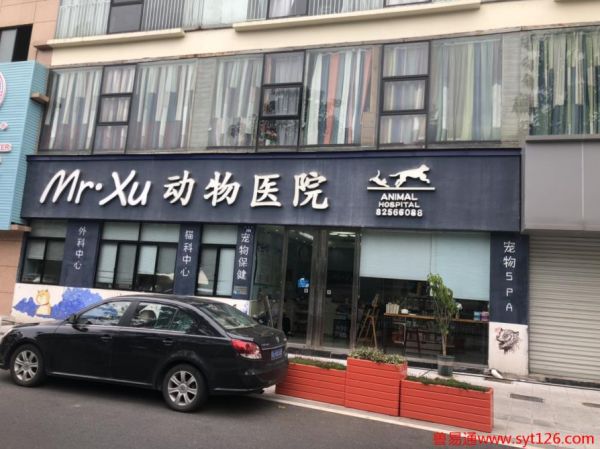 Mr·Xu 动物医院
ANIMAL
HOSPITAL
82566088
外科中心
猫科中心
宠物保健
宠物SPA
兽易通www.syt126.com